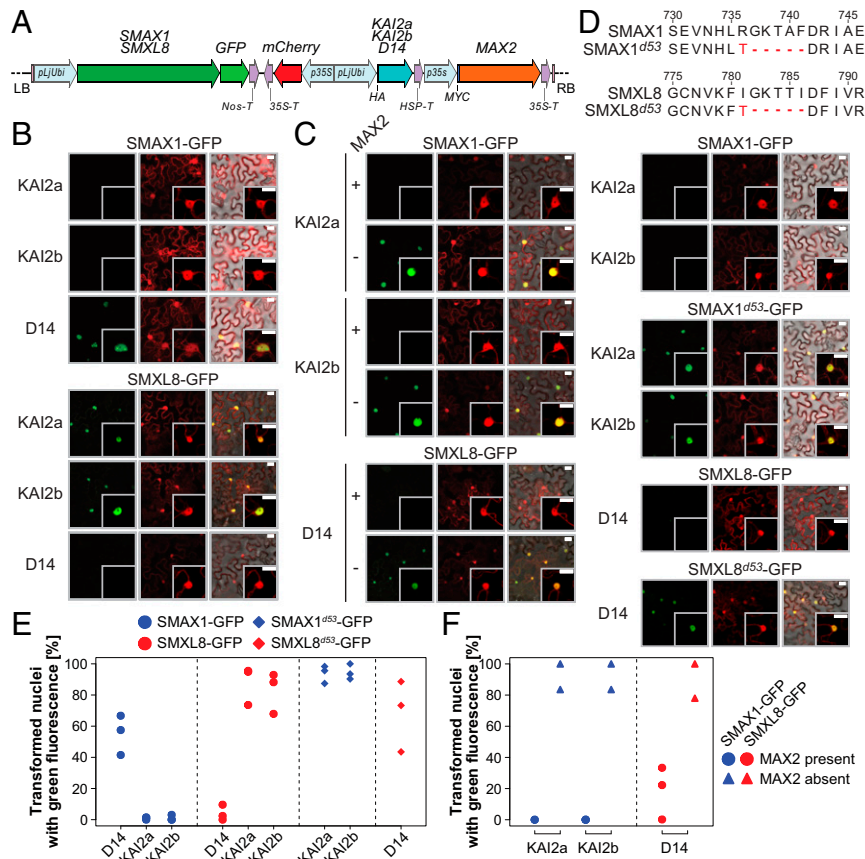 A
SMAX1
SMXL8
GFP
mCherry
KAI2a
KAI2b
D14
MAX2
pLjUbi
p35S
pLjUbi
p35s
LB
RB
Nos-T
35S-T
HA
HSP-T
MYC
35S-T
D
730 735 740 745
SMAX1 SEVNHLRGKTAFDRIAE
SMAX1d53 SEVNHLT-----DRIAE
775 780 785 790
SMXL8 GCNVKFIGKTTIDFIVR
SMXL8d53 GCNVKFT-----DFIVR
B
SMAX1-GFP
KAI2a
KAI2b
D14
SMXL8-GFP
KAI2a
KAI2b
D14
C
MAX2
SMAX1-GFP
KAI2a
+
-
KAI2b
+
-
SMXL8-GFP
D14
+
-
SMAX1-GFP
KAI2a
KAI2b
SMAX1d53-GFP
KAI2a
KAI2b
SMXL8-GFP
D14
SMXL8d53-GFP
D14
E
SMAX1-GFP SMAX1d53-GFP
SMXL8-GFP SMXL8d53-GFP
Transformed nuclei
with green fluorescence [%]
100
80
60
40
20
0
D14 KAI2a KAI2b D14 KAI2a KAI2b KAI2a KAI2b D14
F
Transformed nuclei
with green fluorescence [%]
100
80
60
40
20
0
KAI2a KAI2b D14
SMAX1-GFP
SMXL8-GFP
MAX2 present
MAX2 absent